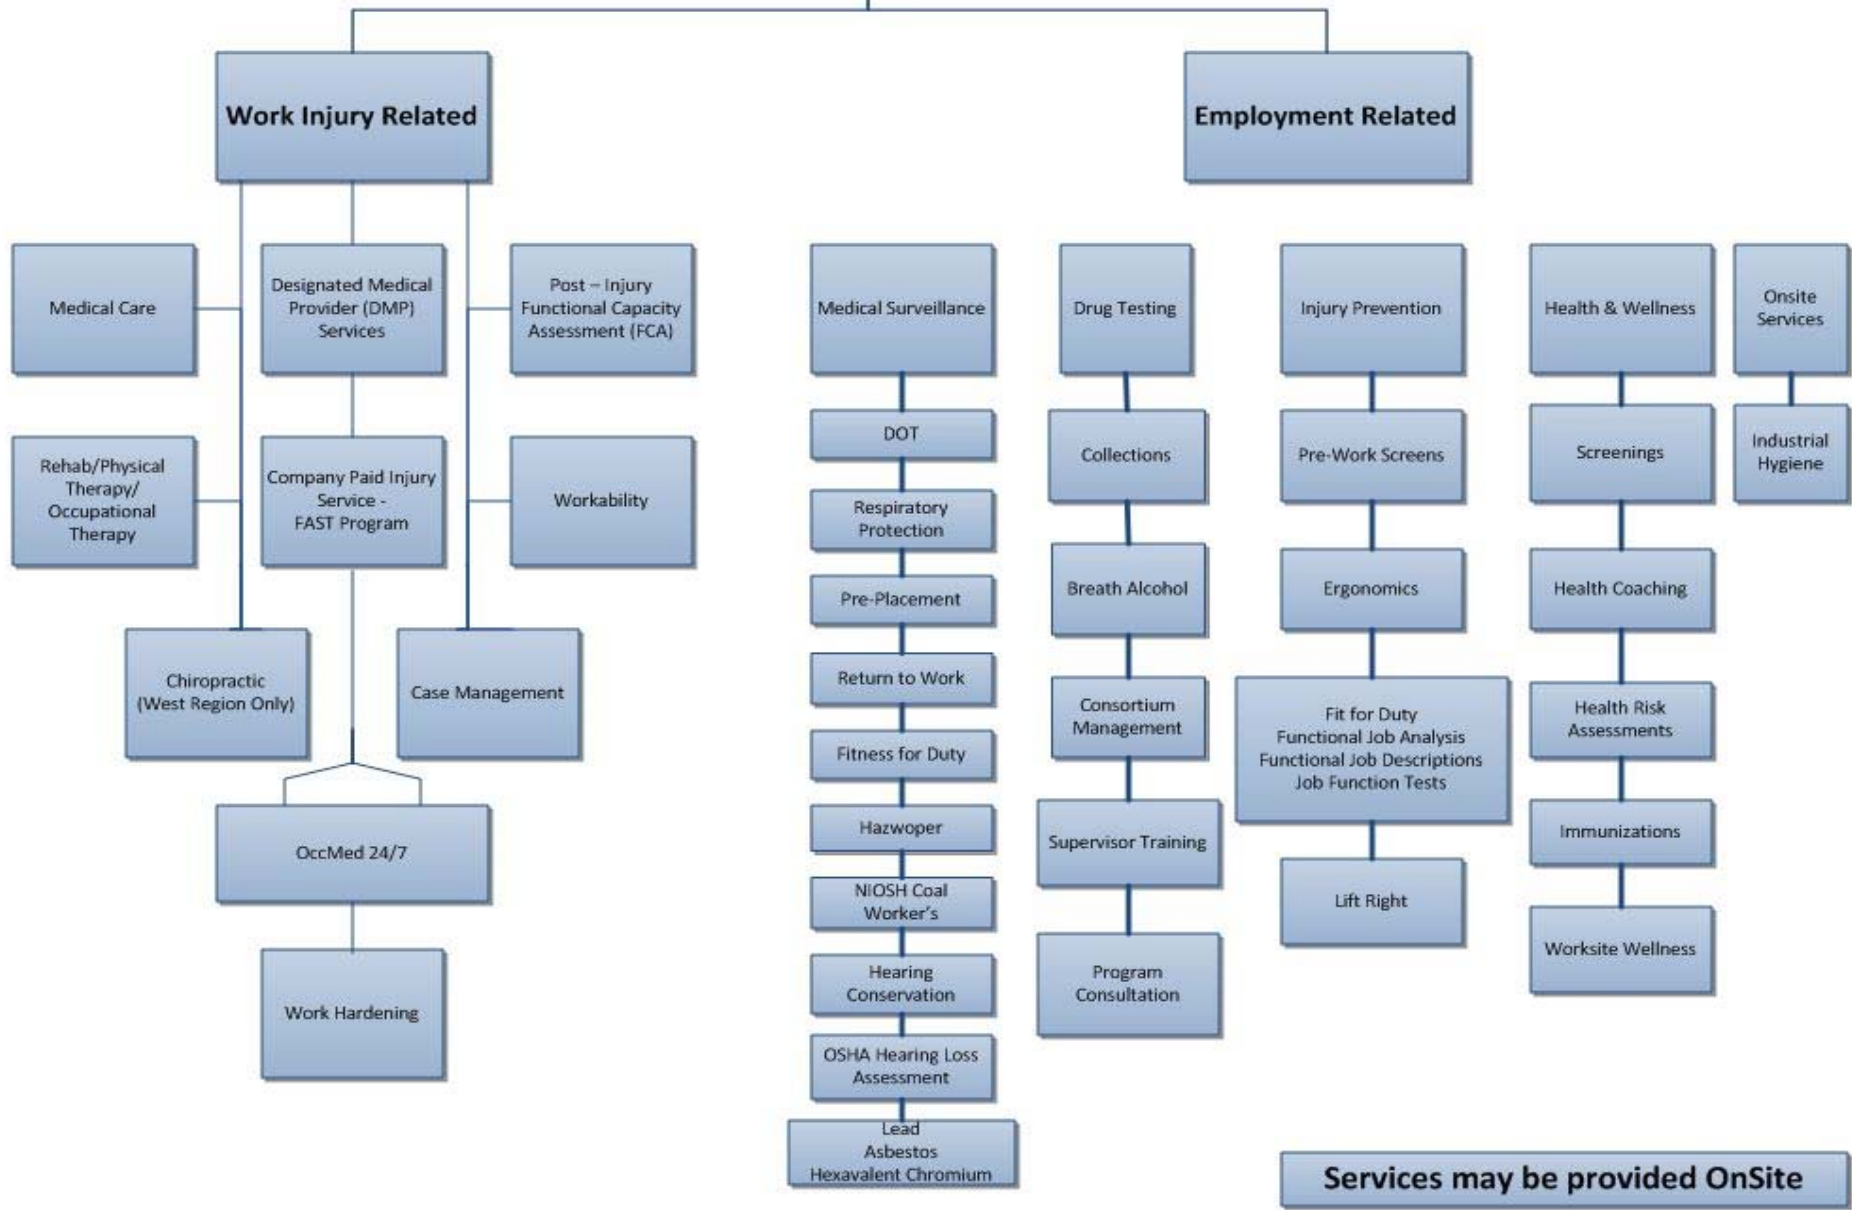 Work Injury Related
Employment Related
Medical Care
Designated Medical
Provider (DMP)
Services
Post – Injury
Functional Capacity
Assessment (FCA)
Rehab/Physical
Therapy/
Occupational
Therapy
Company Paid Injury
Service -
FAST Program
Workability
Chiropractic
(West Region Only)
Case Management
OccMed 24/7
Work Hardening
Medical Surveillance
DOT
Respiratory
Protection
Pre-Placement
Return to Work
Fitness for Duty
Hazwoper
NIOSH Coal
Worker's
Hearing
Conservation
OSHA Hearing Loss
Assessment
Lead
Asbestos
Hexavalent Chromium
Drug Testing
Collections
Breath Alcohol
Consortium
Management
Supervisor Training
Program
Consultation
Injury Prevention
Pre-Work Screens
Ergonomics
Fit for Duty
Functional Job Analysis
Functional Job Descriptions
Job Function Tests
Lift Right
Health & Wellness
Screenings
Health Coaching
Health Risk
Assessments
Immunizations
Worksite Wellness
Onsite
Services
Industrial
Hygiene
Services may be provided OnSite